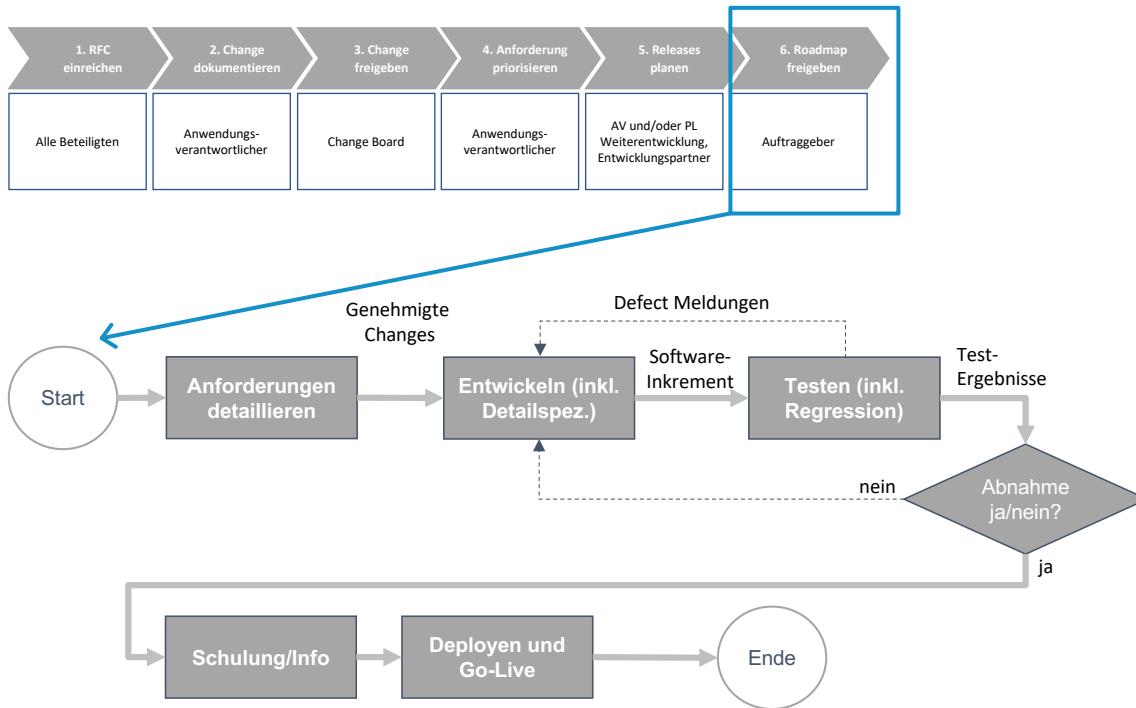 1. RFC
einreichen
2. Change
dokumentieren
3. Change
freigeben
4. Anforderung
priorisieren
5. Releases
planen
6. Roadmap
freigeben
Alle Beteiligten
Anwendungs-
verantwortlicher
Change Board
Anwendungs-
verantwortlicher
AV und/oder PL
Weiterentwicklung,
Entwicklungspartner
Auftraggeber
Genehmigte
Changes
Defect Meldungen
Software-
Inkrement
Test-
Ergebnisse
Start
Anforderungen
detaillieren
Entwickeln (inkl.
Detailspez.)
Testen (inkl.
Regression)
nein
Abnahme
ja/nein?
ja
Schulung/Info
Deployen und
Go-Live
Ende